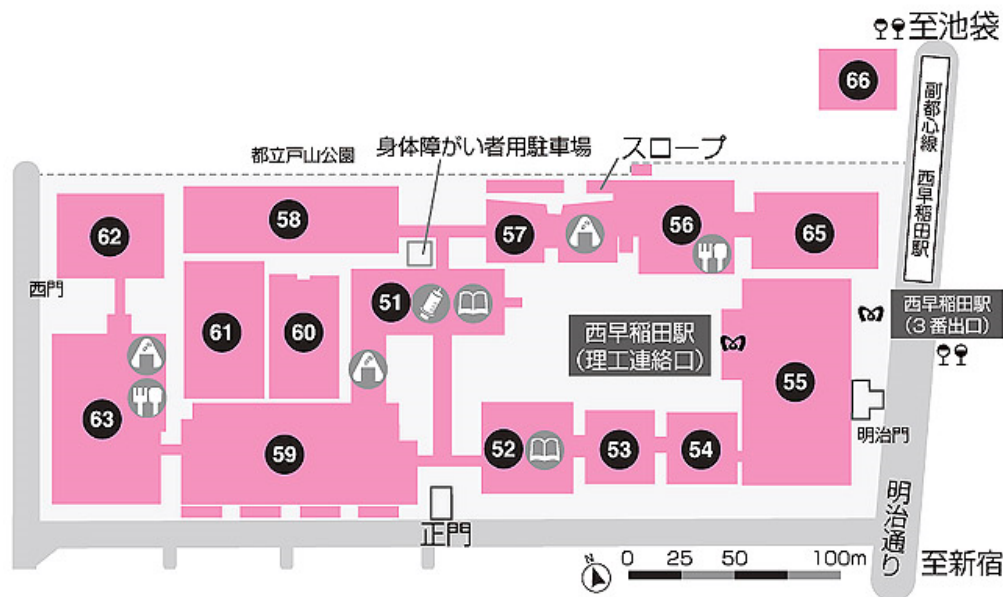 至池袋
66
副都心線 西早稲田駅
都立戸山公園
身体障がい者用駐車場
スロープ
62
58
57
56
65
西門
61
60
51
西早稲田駅
(理工連絡口)
西早稲田駅
(3番出口)
55
明治門
63
59
52
53
54
正門
明治通り
至新宿
N
0 25 50 100m